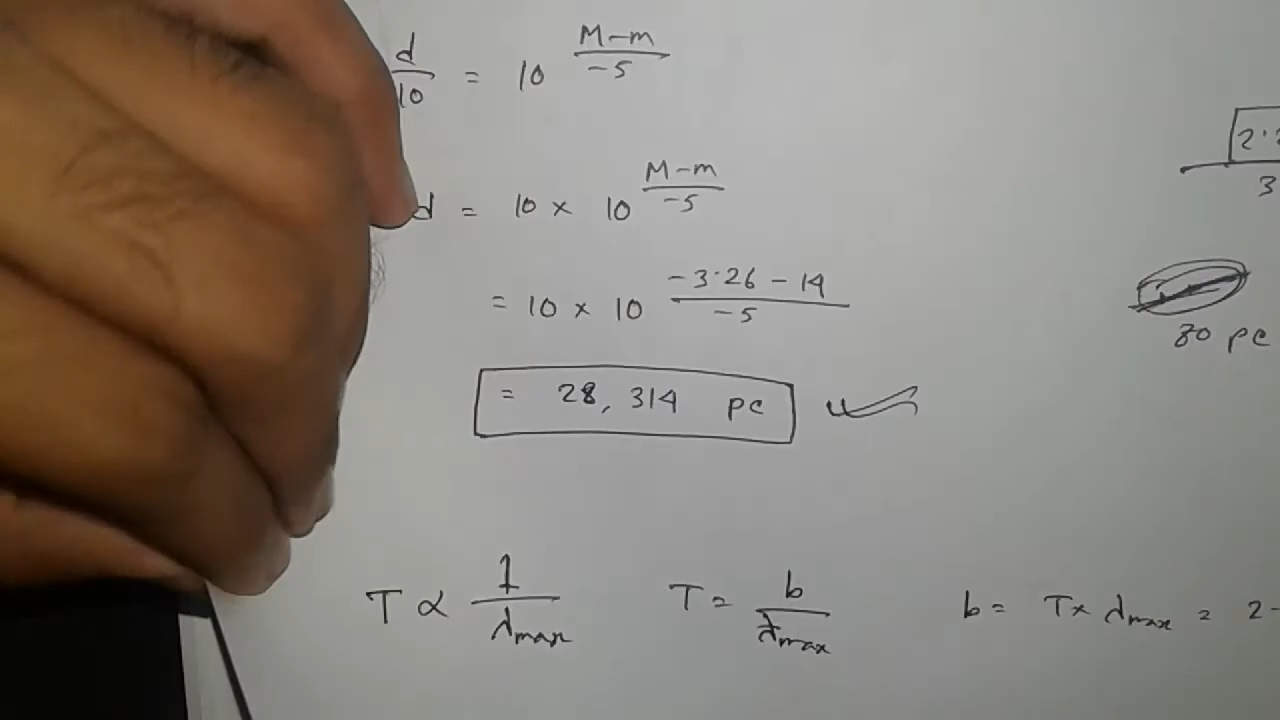 d/10 = 10^((M-m)/-5)
d = 10 × 10^((M-m)/-5)
= 10 × 10^((-3.26 - 14)/-5)
= 28, 314 pc
80 pc
T ∝ 1/λmax T = b/λmax b = T × λmax = 2